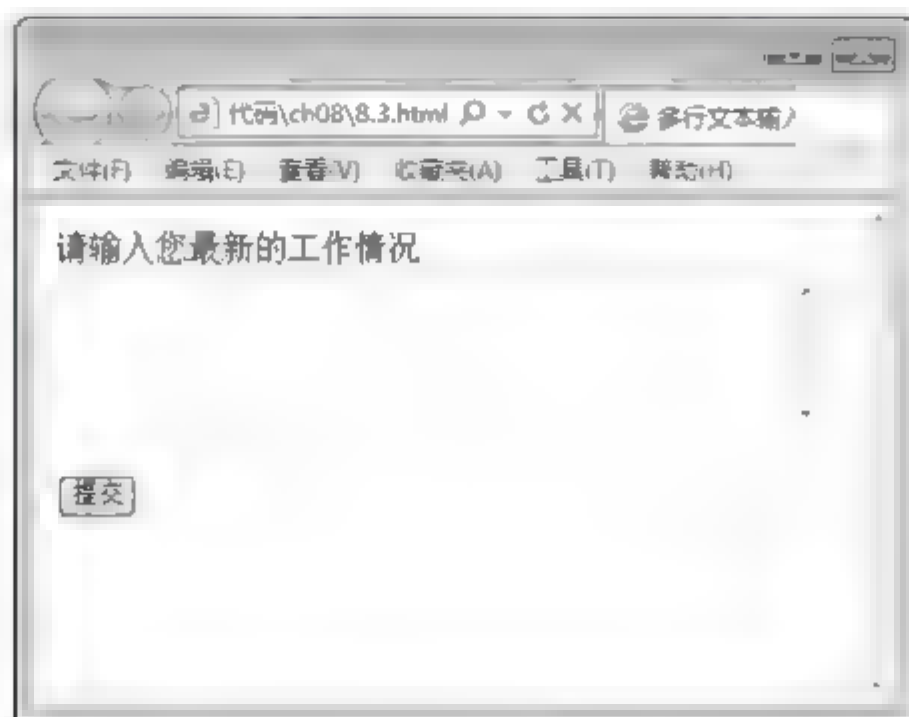 代码\ch08\8.3.html 多行文本输入
文件(F) 编辑(E) 查看(V) 收藏夹(A) 工具(T) 帮助(H)
请输入您最新的工作情况
提交